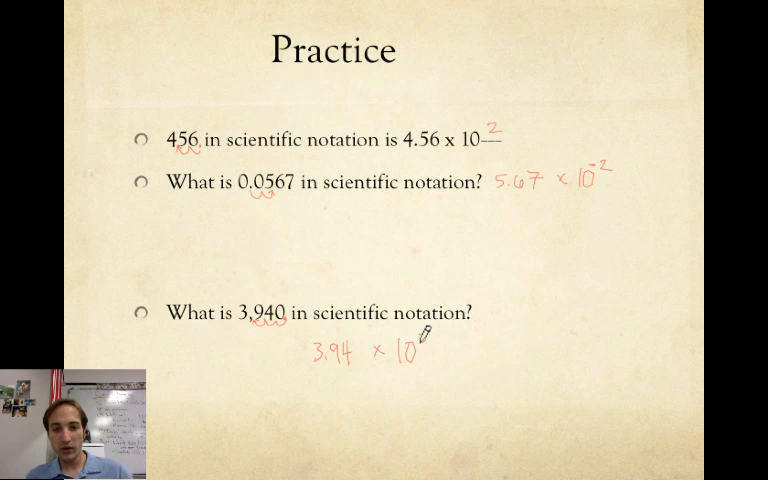 Practice
456 in scientific notation is 4.56 x 10 2
What is 0.0567 in scientific notation? 5.67 x 10 -2
What is 3,940 in scientific notation?
3.94 x 10